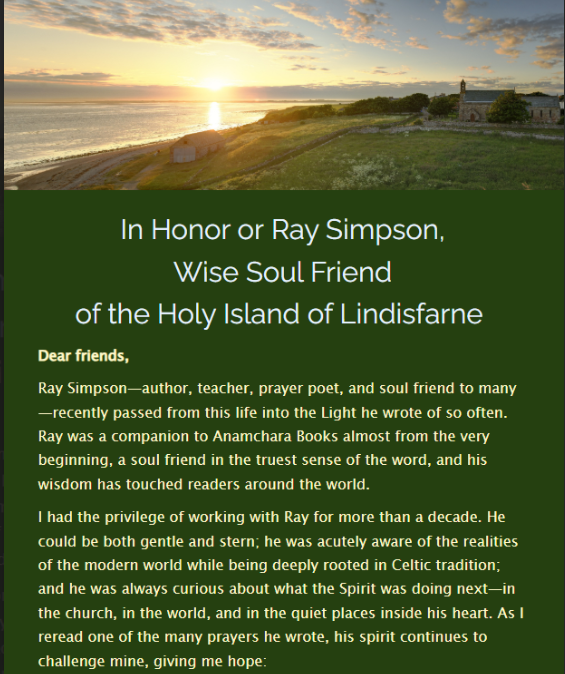 In Honor or Ray Simpson,
Wise Soul Friend
of the Holy Island of Lindisfarne
Dear friends,
Ray Simpson—author, teacher, prayer poet, and soul friend to many
—recently passed from this life into the Light he wrote of so often.
Ray was a companion to Anamchara Books almost from the very
beginning, a soul friend in the truest sense of the word, and his
wisdom has touched readers around the world.
I had the privilege of working with Ray for more than a decade. He
could be both gentle and stern; he was acutely aware of the realities
of the modern world while being deeply rooted in Celtic tradition;
and he was always curious about what the Spirit was doing next—in
the church, in the world, and in the quiet places inside his heart. As I
reread one of the many prayers he wrote, his spirit continues to
challenge mine, giving me hope: